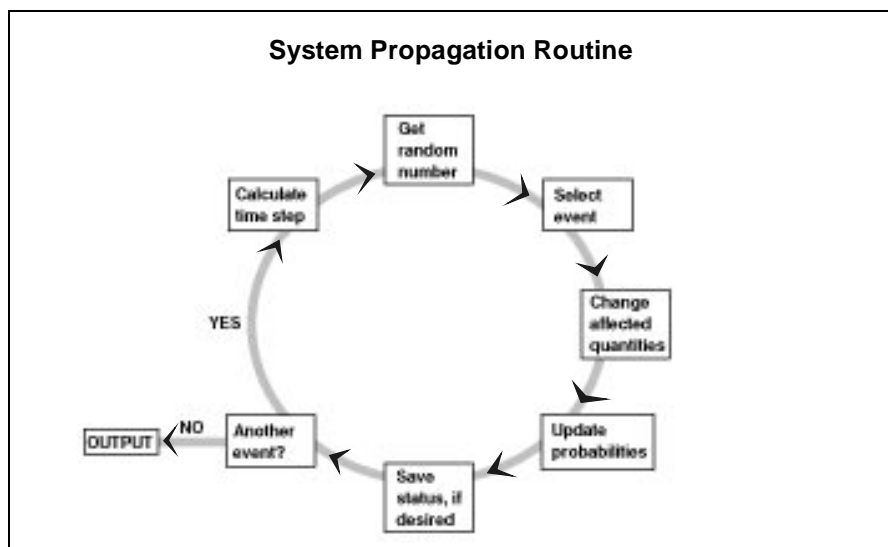 System Propagation Routine
Get
random
number
Select
event
Change
affected
quantities
Update
probabilities
Save
status, if
desired
Another
event?
NO
OUTPUT
YES
Calculate
time step